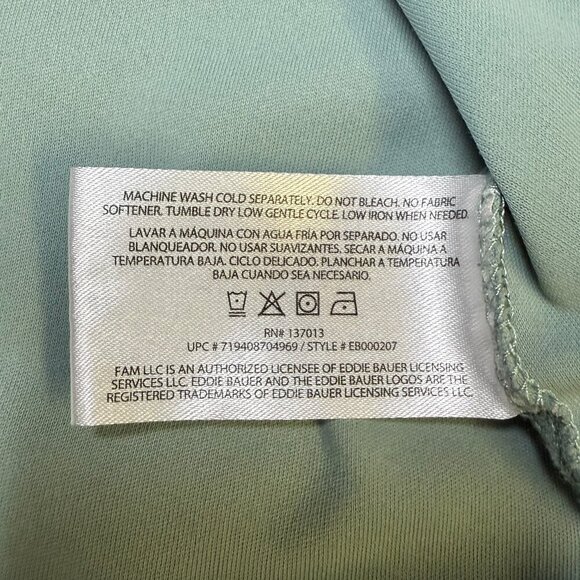 MACHINE WASH COLD SEPARATELY. DO NOT BLEACH. NO FABRIC
SOFTENER. TUMBLE DRY LOW GENTLE CYCLE. LOW IRON WHEN NEEDED.
LAVAR A MÁQUINA CON AGUA FRÍA POR SEPARADO. NO USAR
BLANQUEADOR. NO USAR SUAVIZANTES. SECAR A MÁQUINA A
TEMPERATURA BAJA. CICLO DELICADO. PLANCHAR A TEMPERATURA
BAJA CUANDO SEA NECESARIO.
RN# 137013
UPC # 719408704969 / STYLE # EB000207
FAM LLC IS AN AUTHORIZED LICENSEE OF EDDIE BAUER LICENSING
SERVICES LLC. EDDIE BAUER AND THE EDDIE BAUER LOGOS ARE THE
REGISTERED TRADEMARKS OF EDDIE BAUER LICENSING SERVICES LLC.